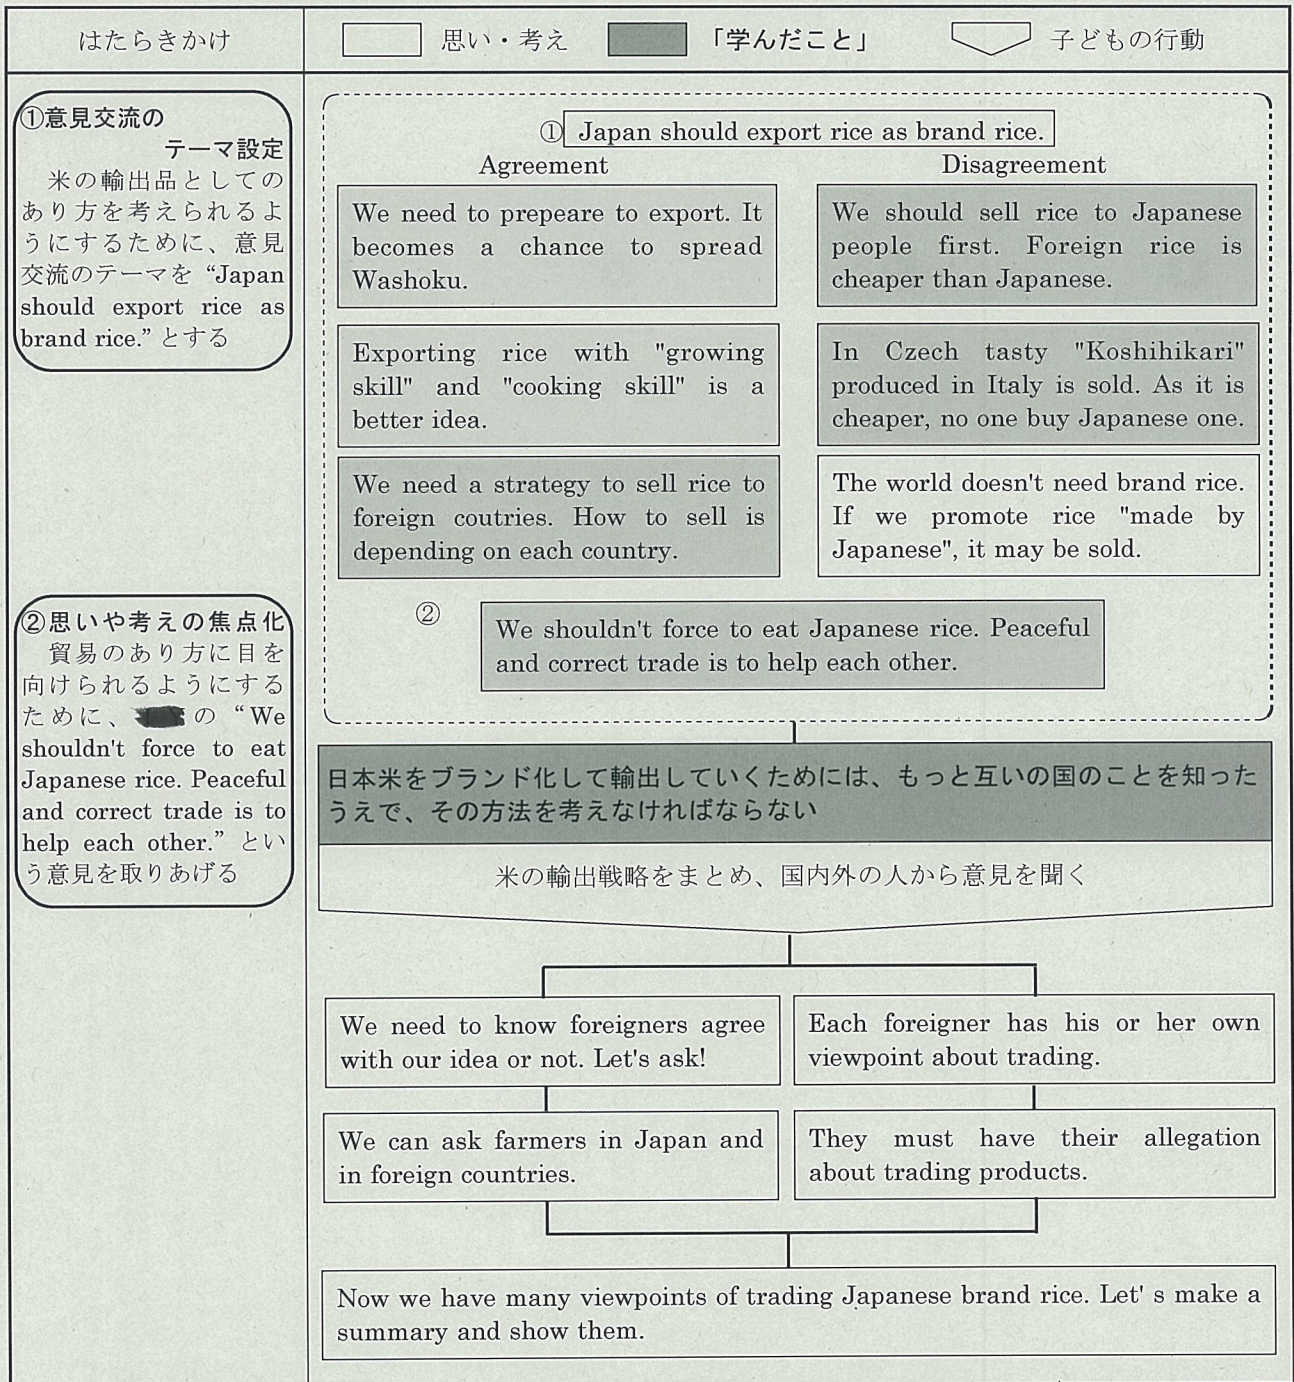 はたらきかけ
思い・考え
「学んだこと」
子どもの行動
①意見交流の
テーマ設定
米の輸出品としての
あり方を考えられるよ
うにするために、意見
交流のテーマを “Japan
should export rice as
brand rice.” とする
① Japan should export rice as brand rice.
Agreement
Disagreement
We need to prepeare to export. It
becomes a chance to spread
Washoku.
We should sell rice to Japanese
people first. Foreign rice is
cheaper than Japanese.
Exporting rice with "growing
skill" and "cooking skill" is a
better idea.
In Czech tasty "Koshihikari"
produced in Italy is sold. As it is
cheaper, no one buy Japanese one.
We need a strategy to sell rice to
foreign coutries. How to sell is
depending on each country.
The world doesn't need brand rice.
If we promote rice "made by
Japanese", it may be sold.
②思いや考えの焦点化
貿易のあり方に目を
向けられるようにする
ために、の “We
shouldn't force to eat
Japanese rice. Peaceful
and correct trade is to
help each other.” とい
う意見を取りあげる
②
We shouldn't force to eat Japanese rice. Peaceful
and correct trade is to help each other.
日本米をブランド化して輸出していくためには、もっと互いの国のことを知った
うえで、その方法を考えなければならない
米の輸出戦略をまとめ、国内外の人から意見を聞く
We need to know foreigners agree
with our idea or not. Let's ask!
Each foreigner has his or her own
viewpoint about trading.
We can ask farmers in Japan and
in foreign countries.
They must have their allegation
about trading products.
Now we have many viewpoints of trading Japanese brand rice. Let' s make a
summary and show them.